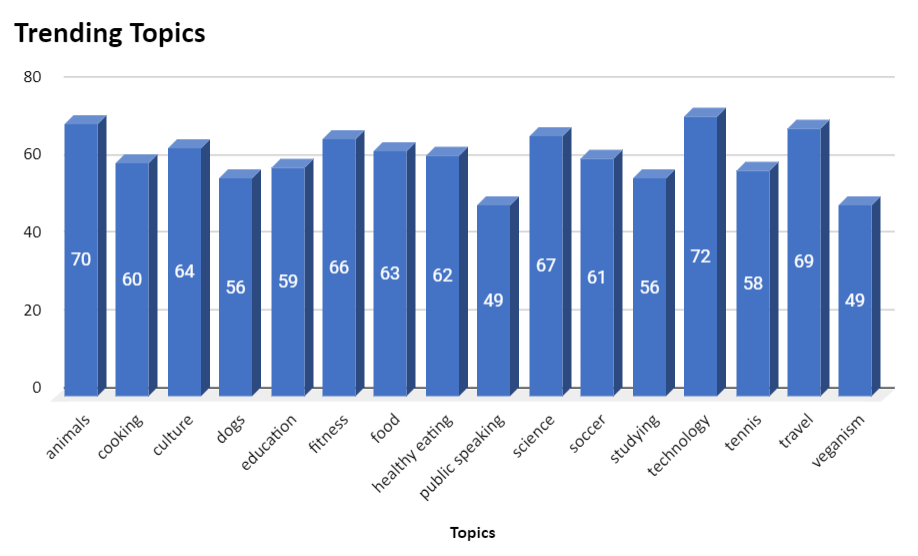 Trending Topics
80
60
40
20
0
70
60
64
56
59
66
63
62
49
67
61
56
72
58
69
49
animals
cooking
culture
dogs
education
fitness
food
healthy eating
public speaking
science
soccer
studying
technology
tennis
travel
veganism
Topics